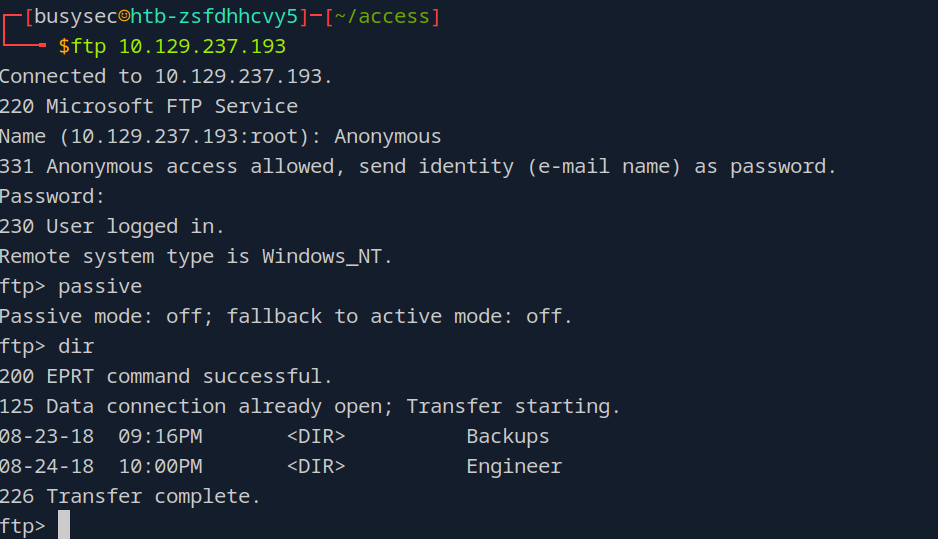 [busysec☺htb-zsfdhhcvy5]─[~/access]
$ftp 10.129.237.193
Connected to 10.129.237.193.
220 Microsoft FTP Service
Name (10.129.237.193:root): Anonymous
331 Anonymous access allowed, send identity (e-mail name) as password.
Password:
230 User logged in.
Remote system type is Windows_NT.
ftp> passive
Passive mode: off; fallback to active mode: off.
ftp> dir
200 EPRT command successful.
125 Data connection already open; Transfer starting.
08-23-18  09:16PM       <DIR>          Backups
08-24-18  10:00PM       <DIR>          Engineer
226 Transfer complete.
ftp>